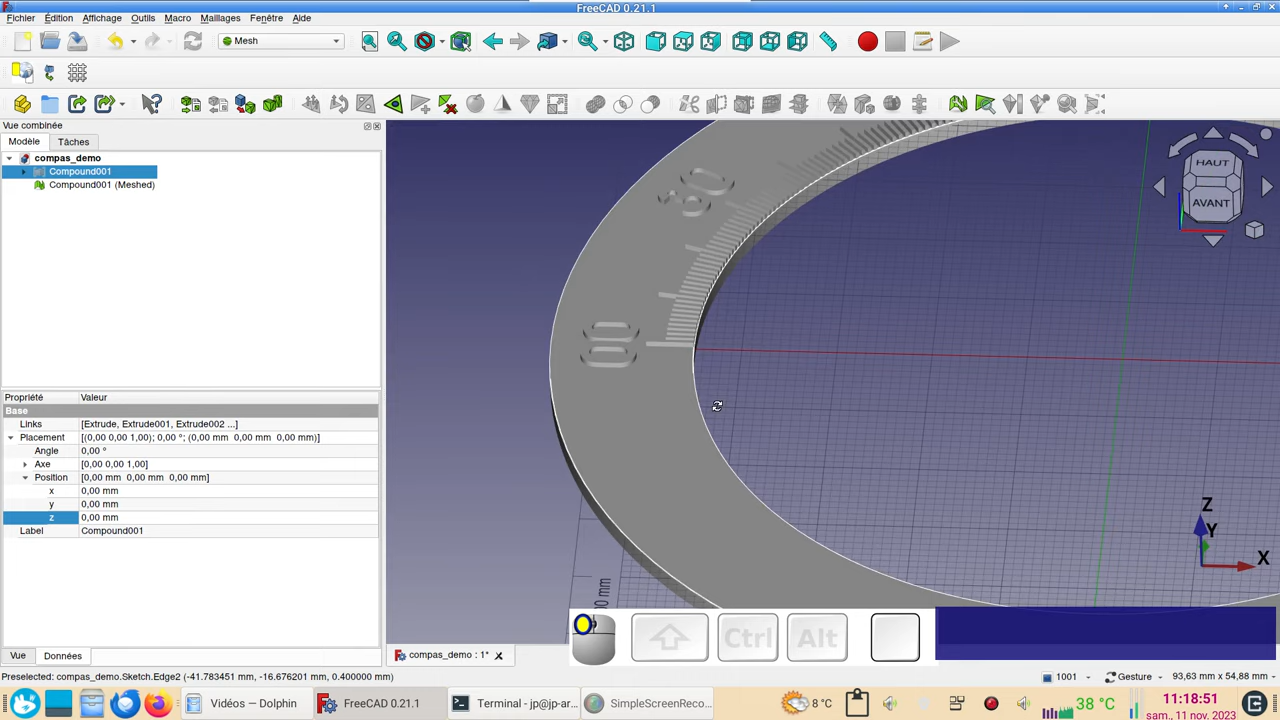 FreeCAD 0.21.1
Fichier Édition Affichage Outils Macro Maillages Fenêtre Aide
Mesh
Vue combinée
Modèle Tâches
compas_demo
Compound001
Compound001 (Meshed)
HAUT
AVANT
80
00
Propriété Valeur
Base
Links [Extrude, Extrude001, Extrude002 ...]
Placement [(0,00 0,00 1,00); 0,00 °; (0,00 mm 0,00 mm 0,00 mm)]
Angle 0,00 °
Axe [0,00 0,00 1,00]
Position [0,00 mm 0,00 mm 0,00 mm]
x 0,00 mm
y 0,00 mm
z 0,00 mm
Label Compound001
Z
Y
X
00 mm
Ctrl Alt
Vue Données
compas_demo : 1*
Preselected: compas_demo.Sketch.Edge2 (-41.783451 mm, -16.676201 mm, 0.400000 mm)
1001 Gesture 93,63 mm x 54,88 mm
Vidéos — Dolphin
FreeCAD 0.21.1
Terminal - jp@jp-ar...
SimpleScreenReco...
8°C
38 °C
11:18:51
sam., 11 nov. 2023